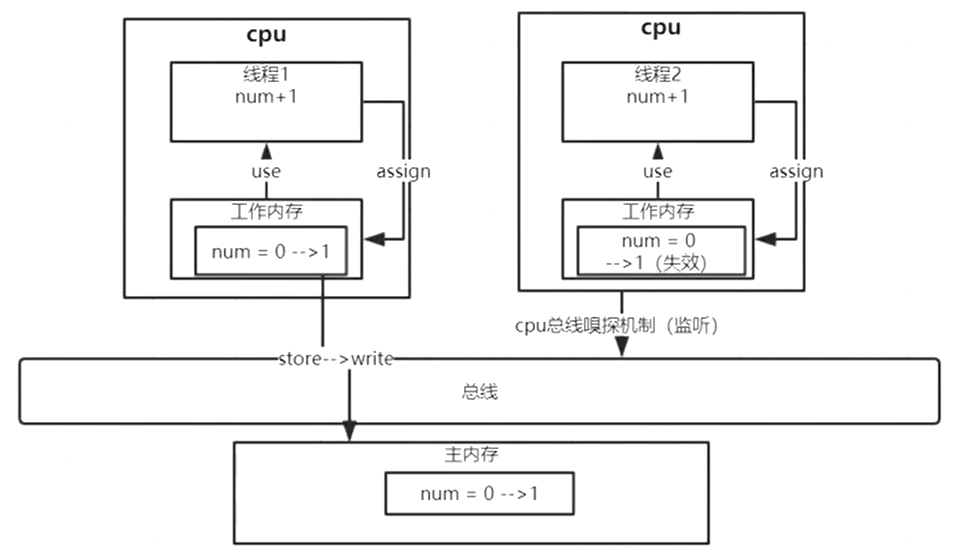 cpu
线程1
num+1
use
assign
工作内存
num = 0 -->1
cpu
线程2
num+1
use
assign
工作内存
num = 0
-->1（失效）
cpu总线嗅探机制（监听）
store-->write
总线
主内存
num = 0 -->1